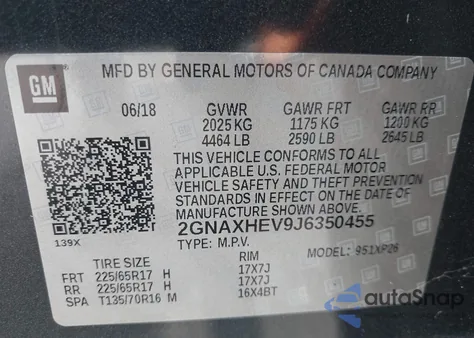 GM
MFD BY GENERAL MOTORS OF CANADA COMPANY
06/18 GVWR GAWR FRT GAWR RR
2025 KG 1175 KG 1200 KG
4464 LB 2590 LB 2645 LB
THIS VEHICLE CONFORMS TO ALL
APPLICABLE U.S. FEDERAL MOTOR
VEHICLE SAFETY AND THEFT PREVENTION
STANDARDS IN EFFECT ON THE DATE OF
MANUFACTURE SHOWN ABOVE.
2GNAXHEV9J6350455
139X TYPE: M.P.V. MODEL: 951XP26
TIRE SIZE RIM
FRT 225/65R17 H 17X7J
RR 225/65R17 H 17X7J
SPA T135/70R16 M 16X4BT
autoSnap